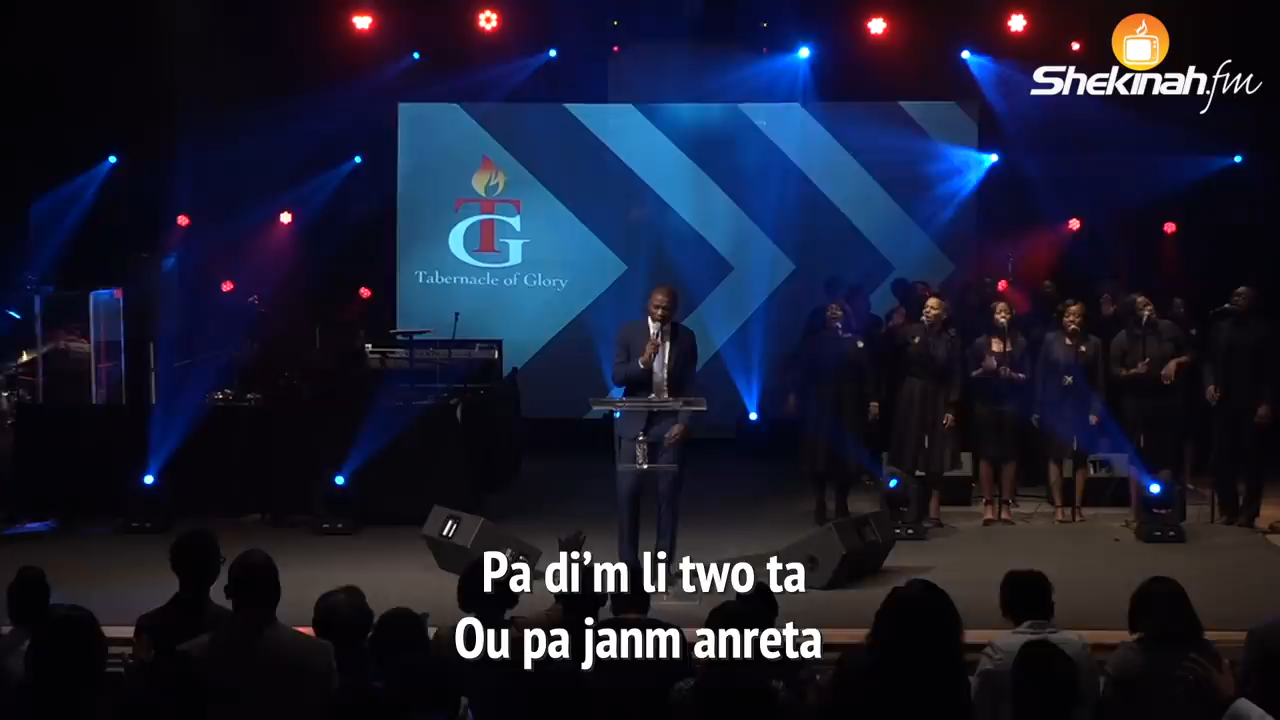 Shekinah.fm
TG
Tabernacle of Glory
Pa di’m li two ta
Ou pa janm anreta